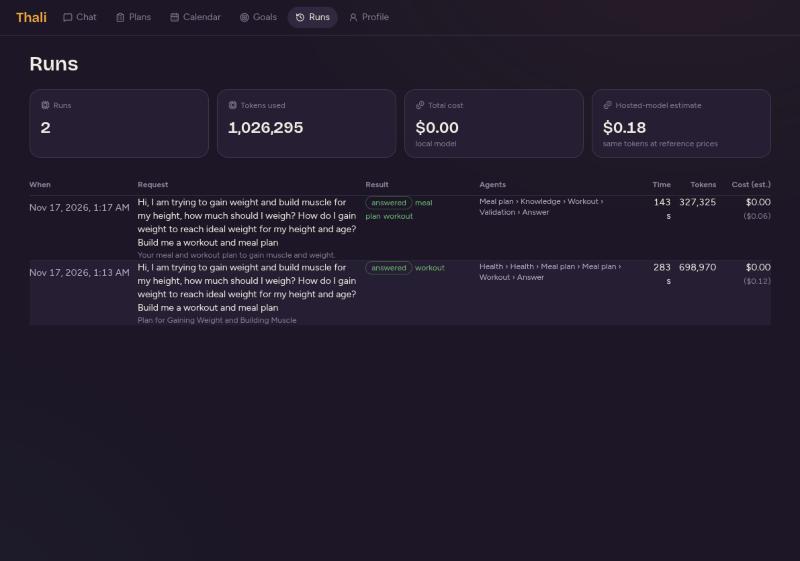 Thali Chat Plans Calendar Goals Runs Profile
Runs
Runs Tokens used Total cost Hosted-model estimate
2 1,026,295 $0.00 $0.18
local model same tokens at reference prices
When Request Result Agents Time Tokens Cost (est.)
Nov 17, 2026, 1:17 AM Hi, I am trying to gain weight and build muscle for answered meal Meal plan › Knowledge › Workout › 143 327,325 $0.00
my height, how much should I weigh? How do I gain plan workout Validation › Answer s ($0.06)
weight to reach ideal weight for my height and age?
Build me a workout and meal plan
Your meal and workout plan to gain muscle and weight.
Nov 17, 2026, 1:13 AM Hi, I am trying to gain weight and build muscle for answered workout Health › Health › Meal plan › Meal plan › 283 698,970 $0.00
my height, how much should I weigh? How do I gain Workout › Answer s ($0.12)
weight to reach ideal weight for my height and age?
Build me a workout and meal plan
Plan for Gaining Weight and Building Muscle